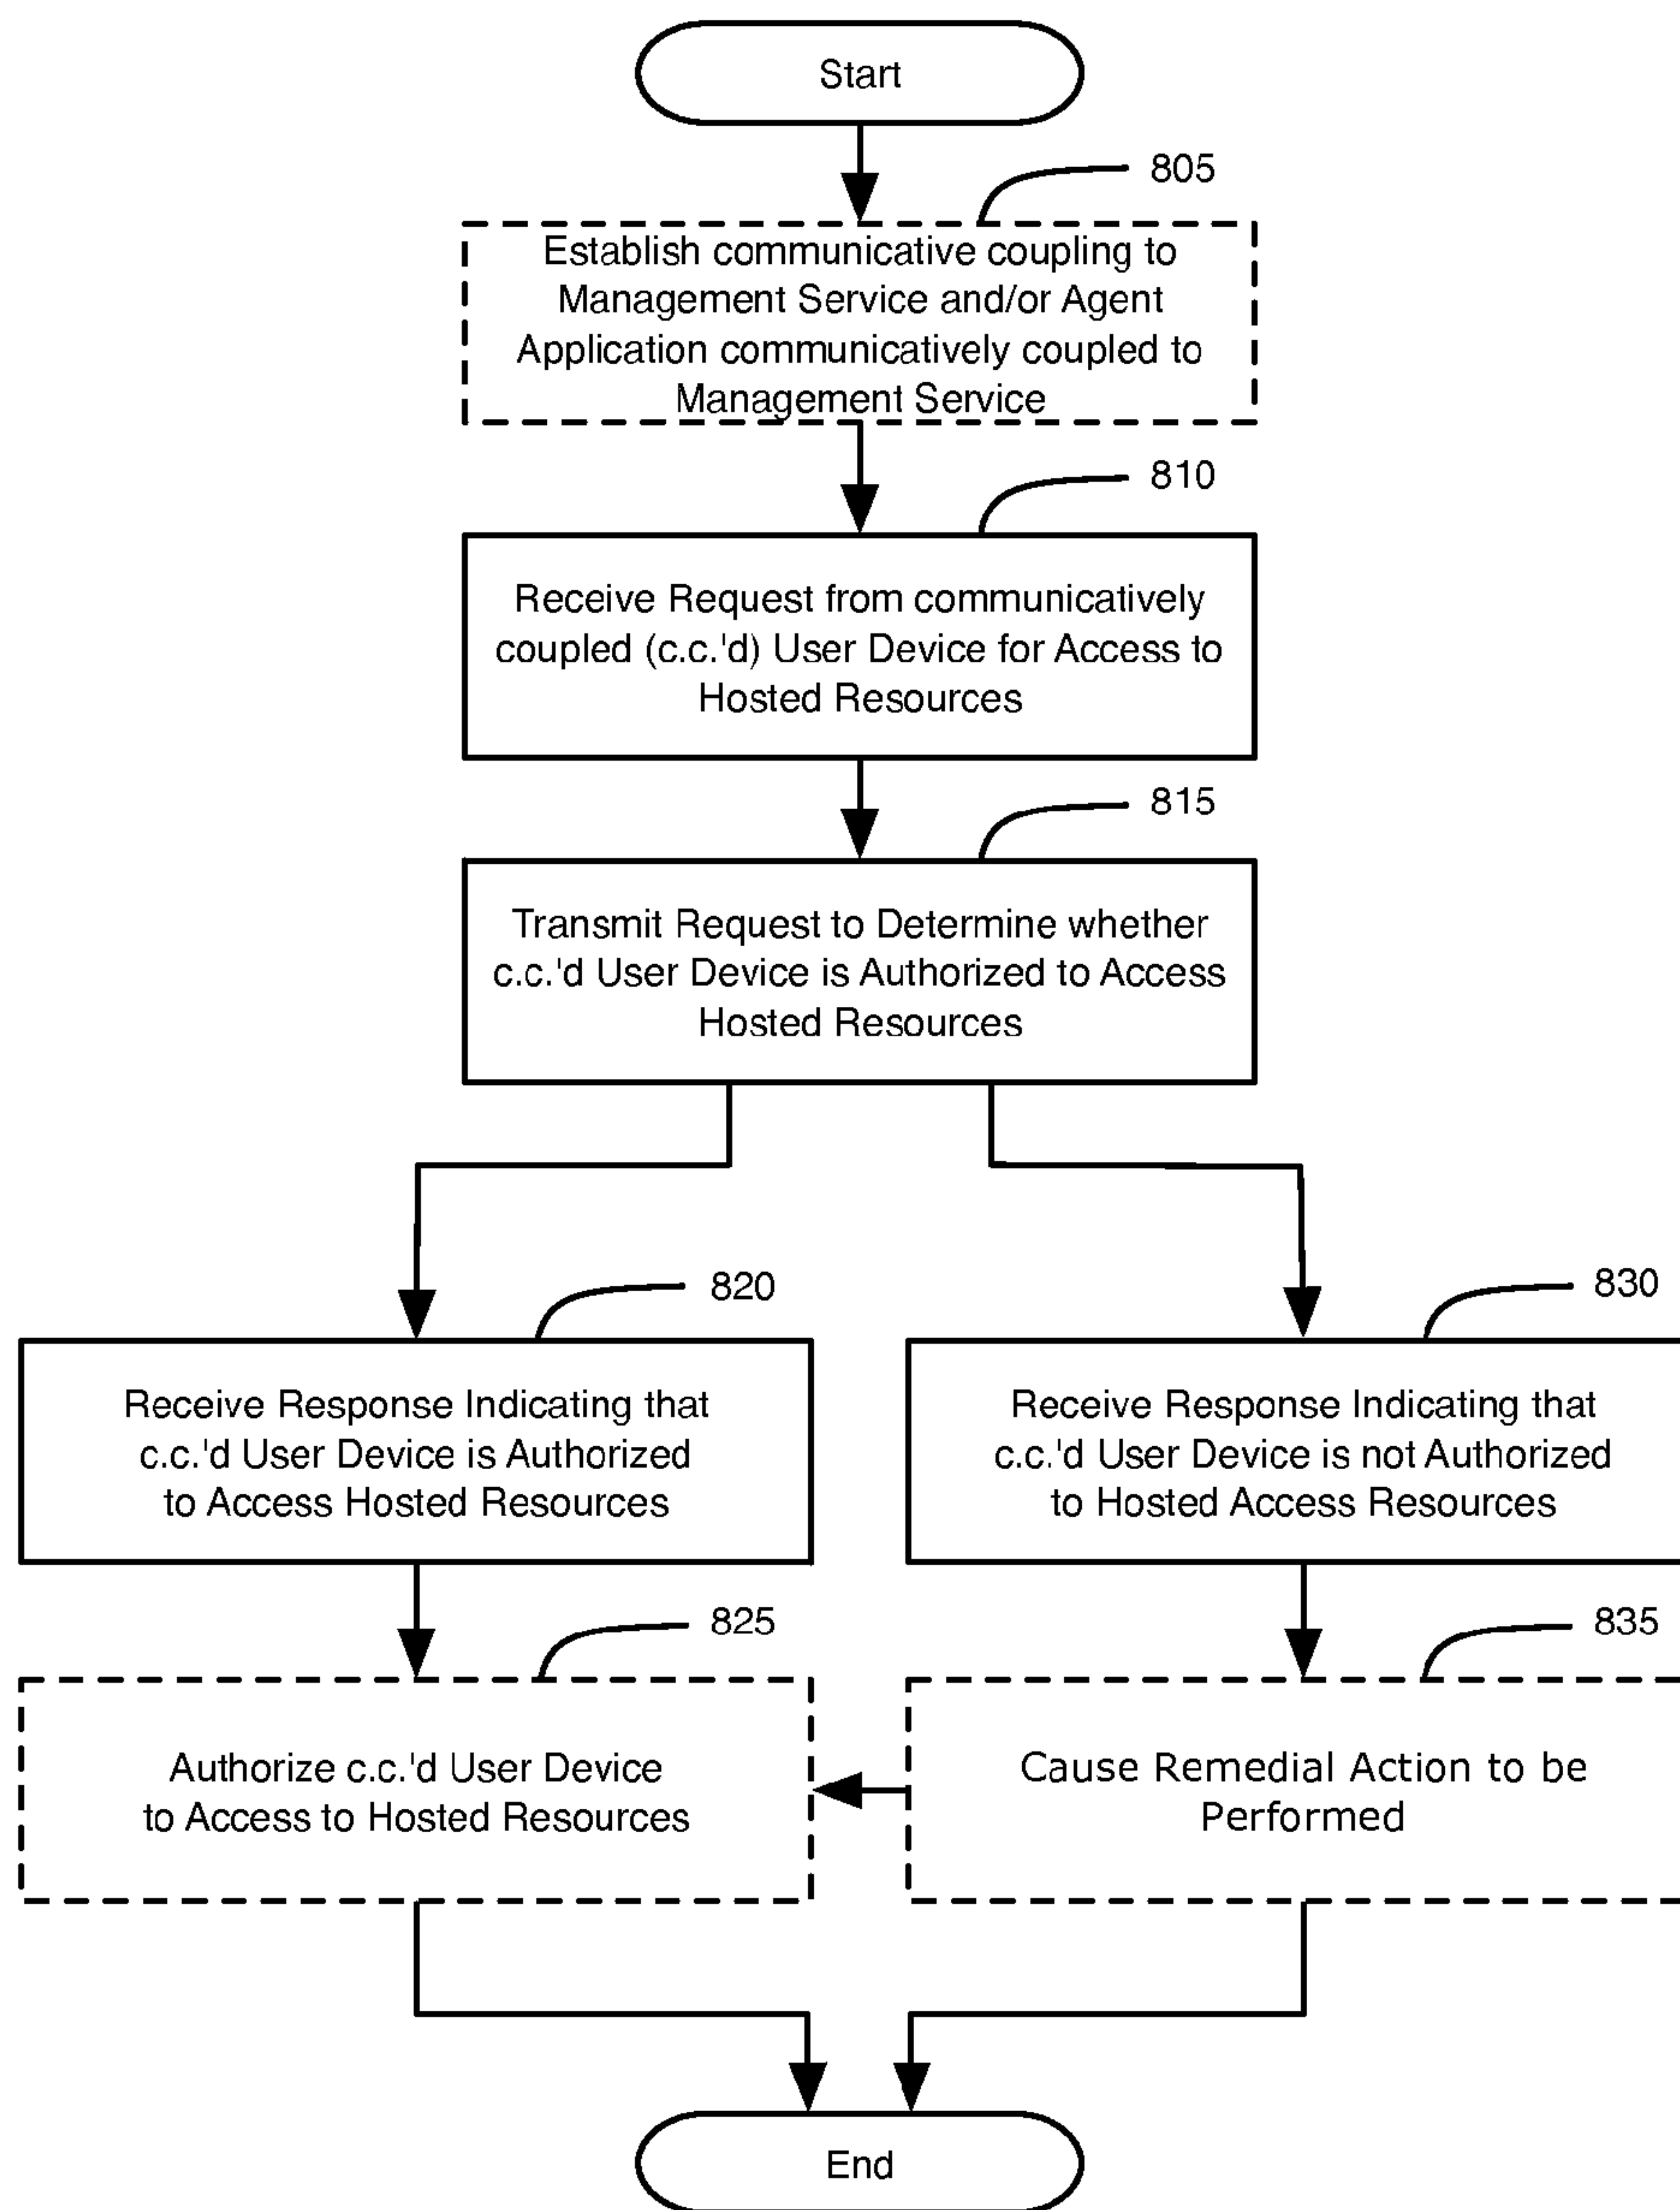 Start
805
Establish communicative coupling to
Management Service and/or Agent
Application communicatively coupled to
Management Service
810
Receive Request from communicatively
coupled (c.c.'d) User Device for Access to
Hosted Resources
815
Transmit Request to Determine whether
c.c.'d User Device is Authorized to Access
Hosted Resources
820
Receive Response Indicating that
c.c.'d User Device is Authorized
to Access Hosted Resources
830
Receive Response Indicating that
c.c.'d User Device is not Authorized
to Hosted Access Resources
825
Authorize c.c.'d User Device
to Access to Hosted Resources
835
Cause Remedial Action to be
Performed
End